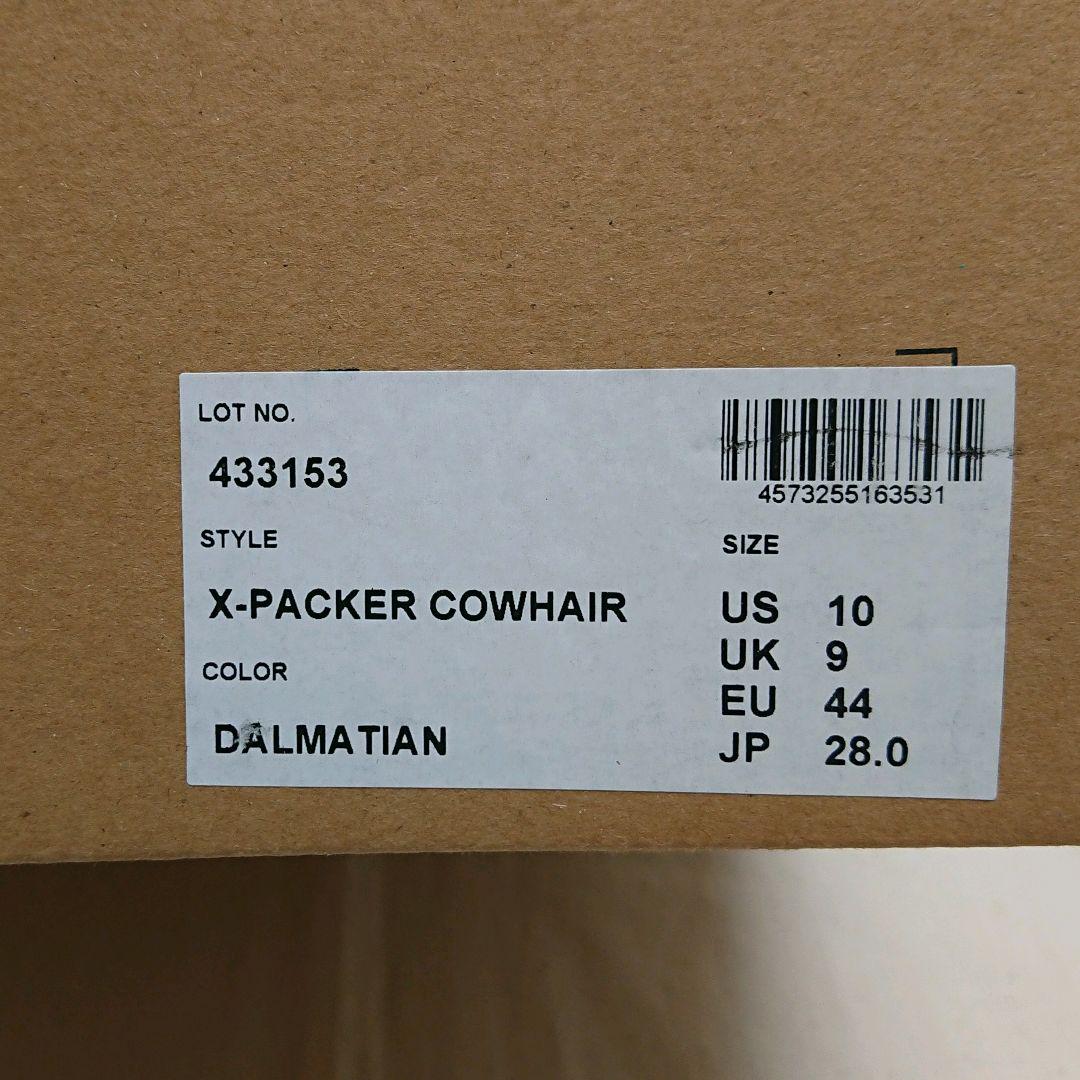 LOT NO.
433153
4573255163531
STYLE
X-PACKER COWHAIR
COLOR
DALMATIAN
SIZE
US 10
UK 9
EU 44
JP 28.0